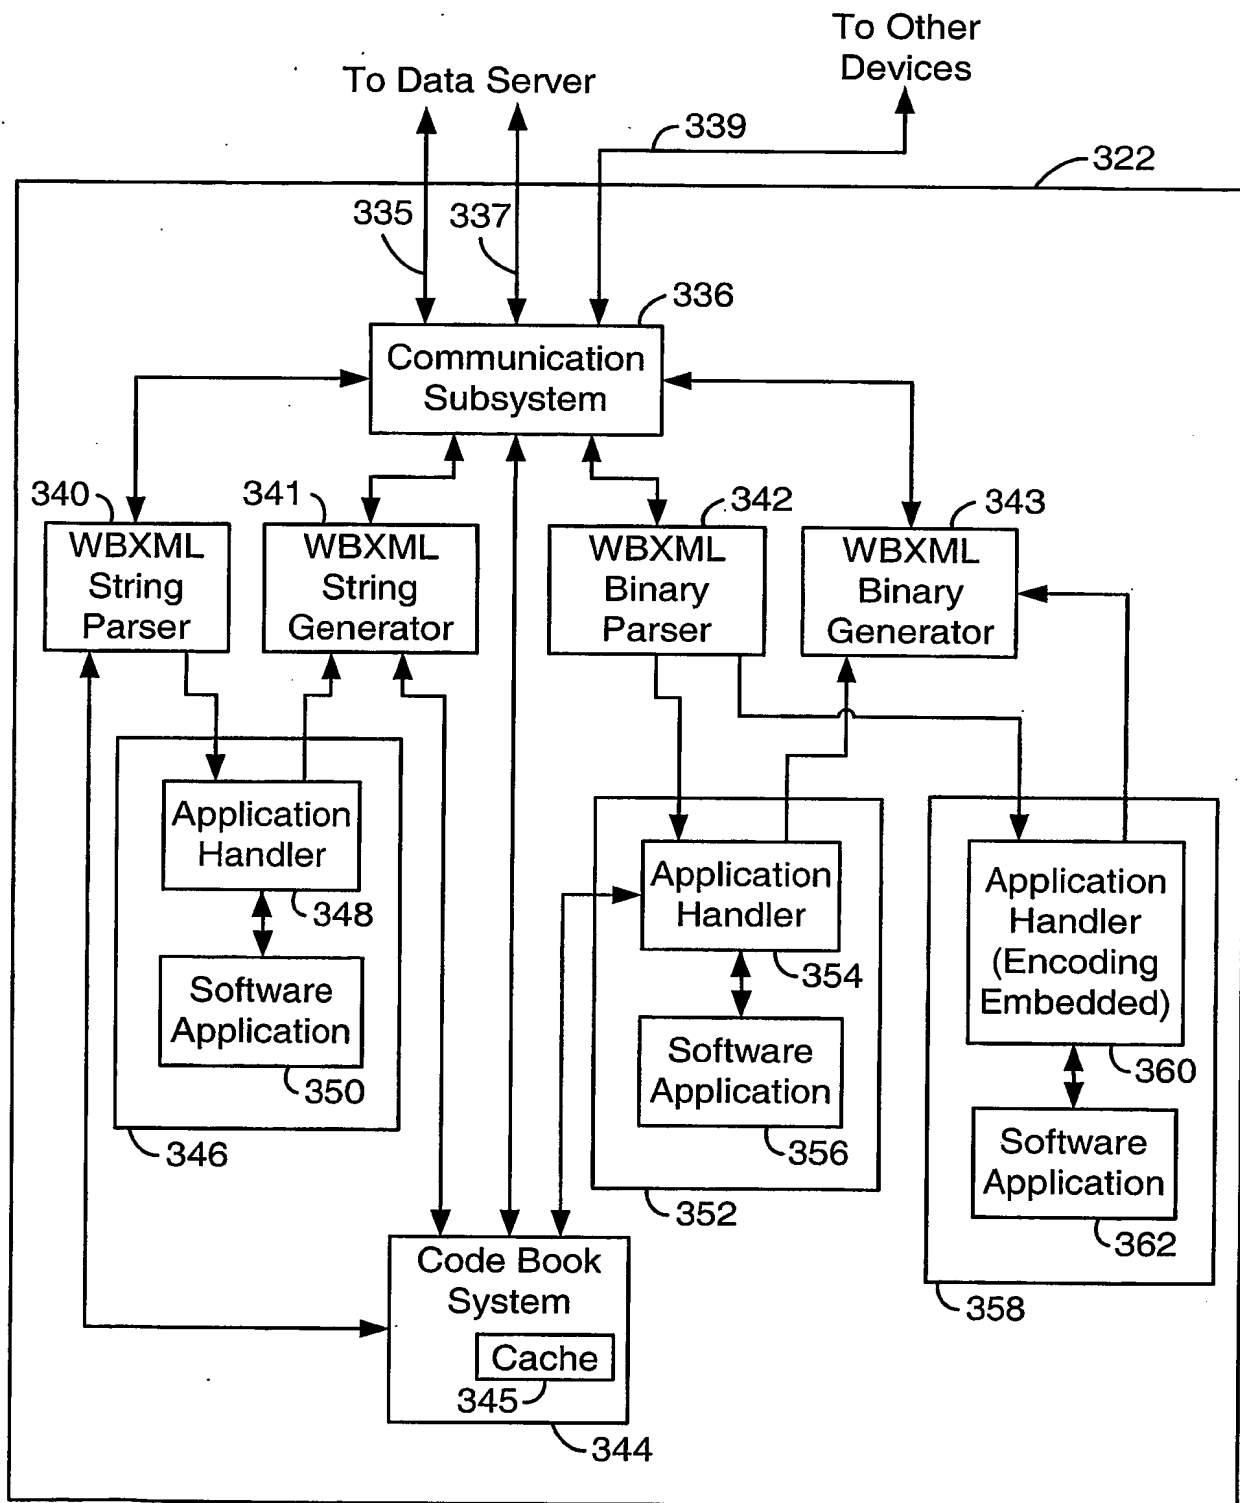 To Other
Devices
To Data Server
339
322
335
337
336
Communication
Subsystem
340
341
342
343
WBXML
String
Parser
WBXML
String
Generator
WBXML
Binary
Parser
WBXML
Binary
Generator
Application
Handler
348
Software
Application
350
346
Application
Handler
354
Software
Application
356
352
Application
Handler
(Encoding
Embedded)
360
Software
Application
362
358
Code Book
System
Cache
345
344